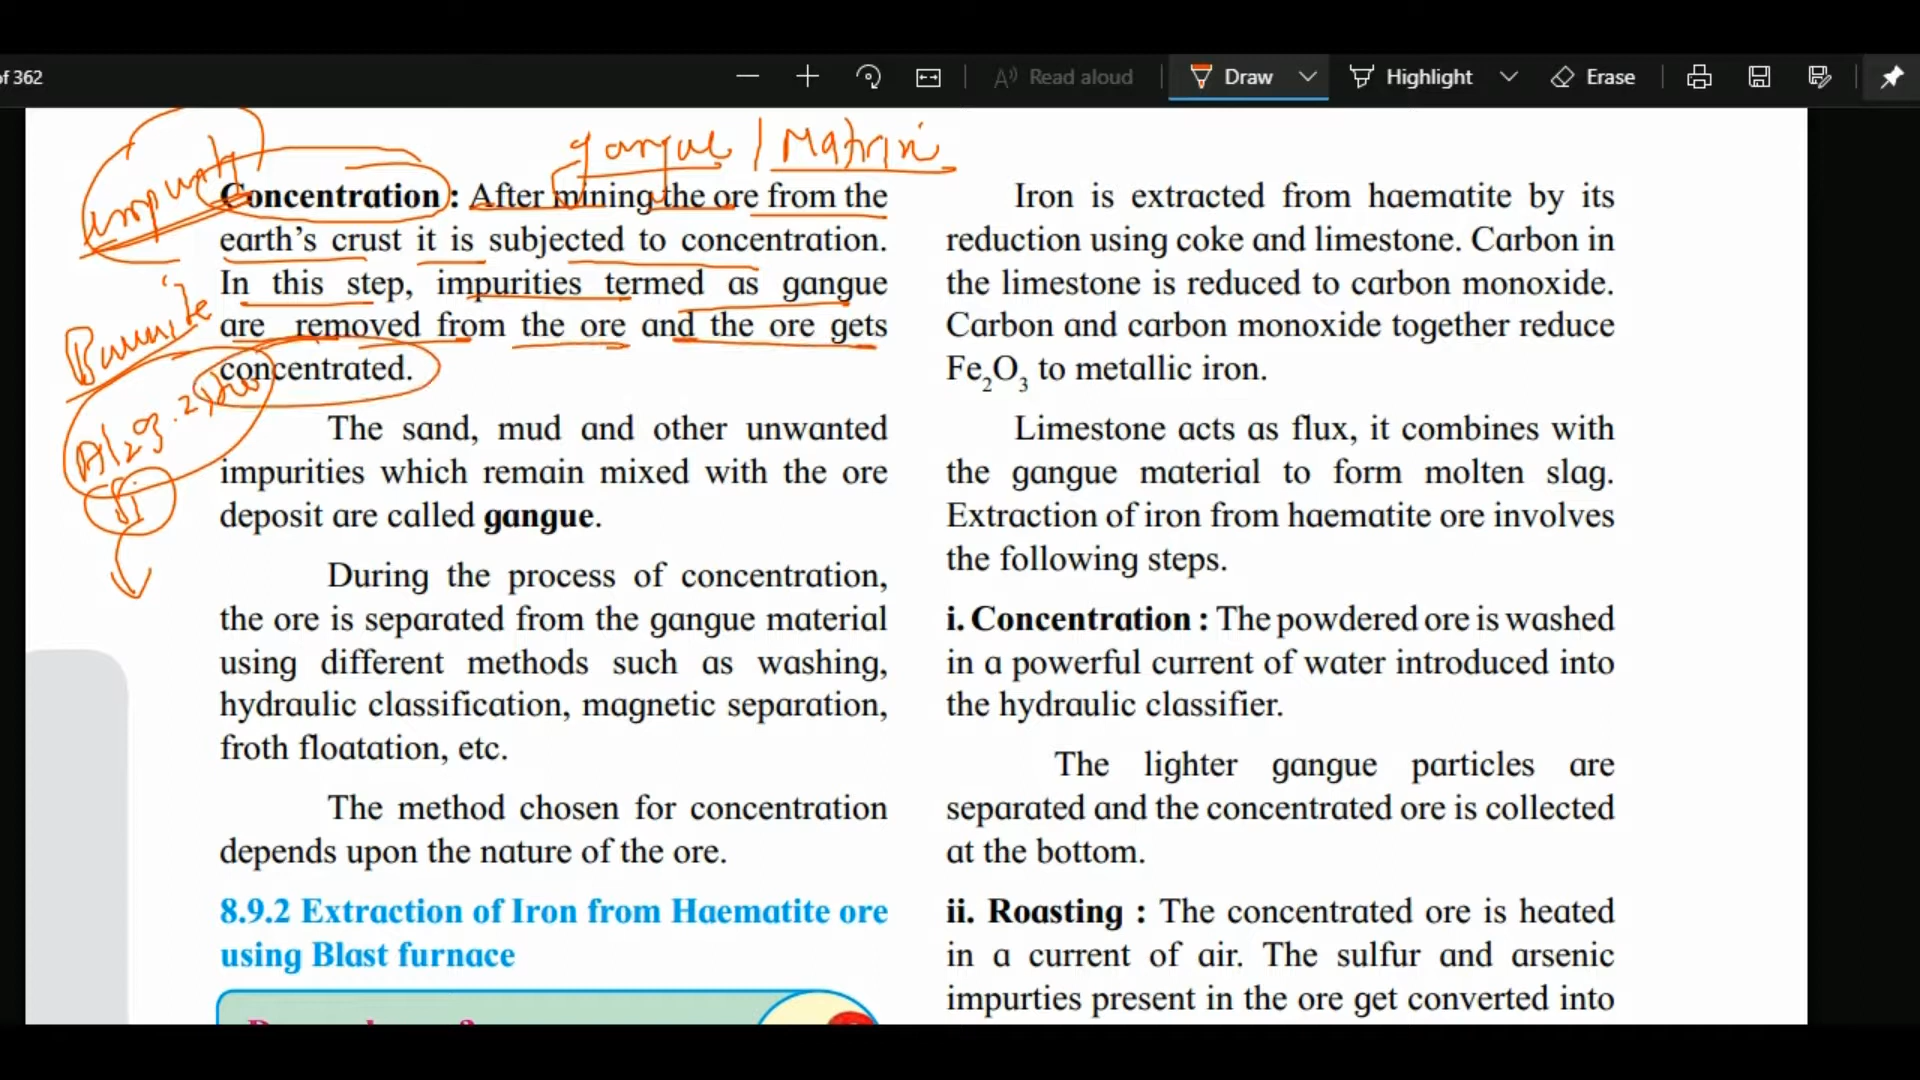 of 362
Read aloud
Draw
Highlight
Erase
gangue / Matrix
impurity
Concentration : After mining the ore from the
earth's crust it is subjected to concentration.
In this step, impurities termed as gangue
are removed from the ore and the ore gets
concentrated.
The sand, mud and other unwanted
impurities which remain mixed with the ore
deposit are called gangue.
During the process of concentration,
the ore is separated from the gangue material
using different methods such as washing,
hydraulic classification, magnetic separation,
froth floatation, etc.
The method chosen for concentration
depends upon the nature of the ore.
8.9.2 Extraction of Iron from Haematite ore
using Blast furnace
Si
Iron is extracted from haematite by its
reduction using coke and limestone. Carbon in
the limestone is reduced to carbon monoxide.
Carbon and carbon monoxide together reduce
Fe2O3 to metallic iron.
Limestone acts as flux, it combines with
the gangue material to form molten slag.
Extraction of iron from haematite ore involves
the following steps.
i. Concentration : The powdered ore is washed
in a powerful current of water introduced into
the hydraulic classifier.
The lighter gangue particles are
separated and the concentrated ore is collected
at the bottom.
ii. Roasting : The concentrated ore is heated
in a current of air. The sulfur and arsenic
impurties present in the ore get converted into